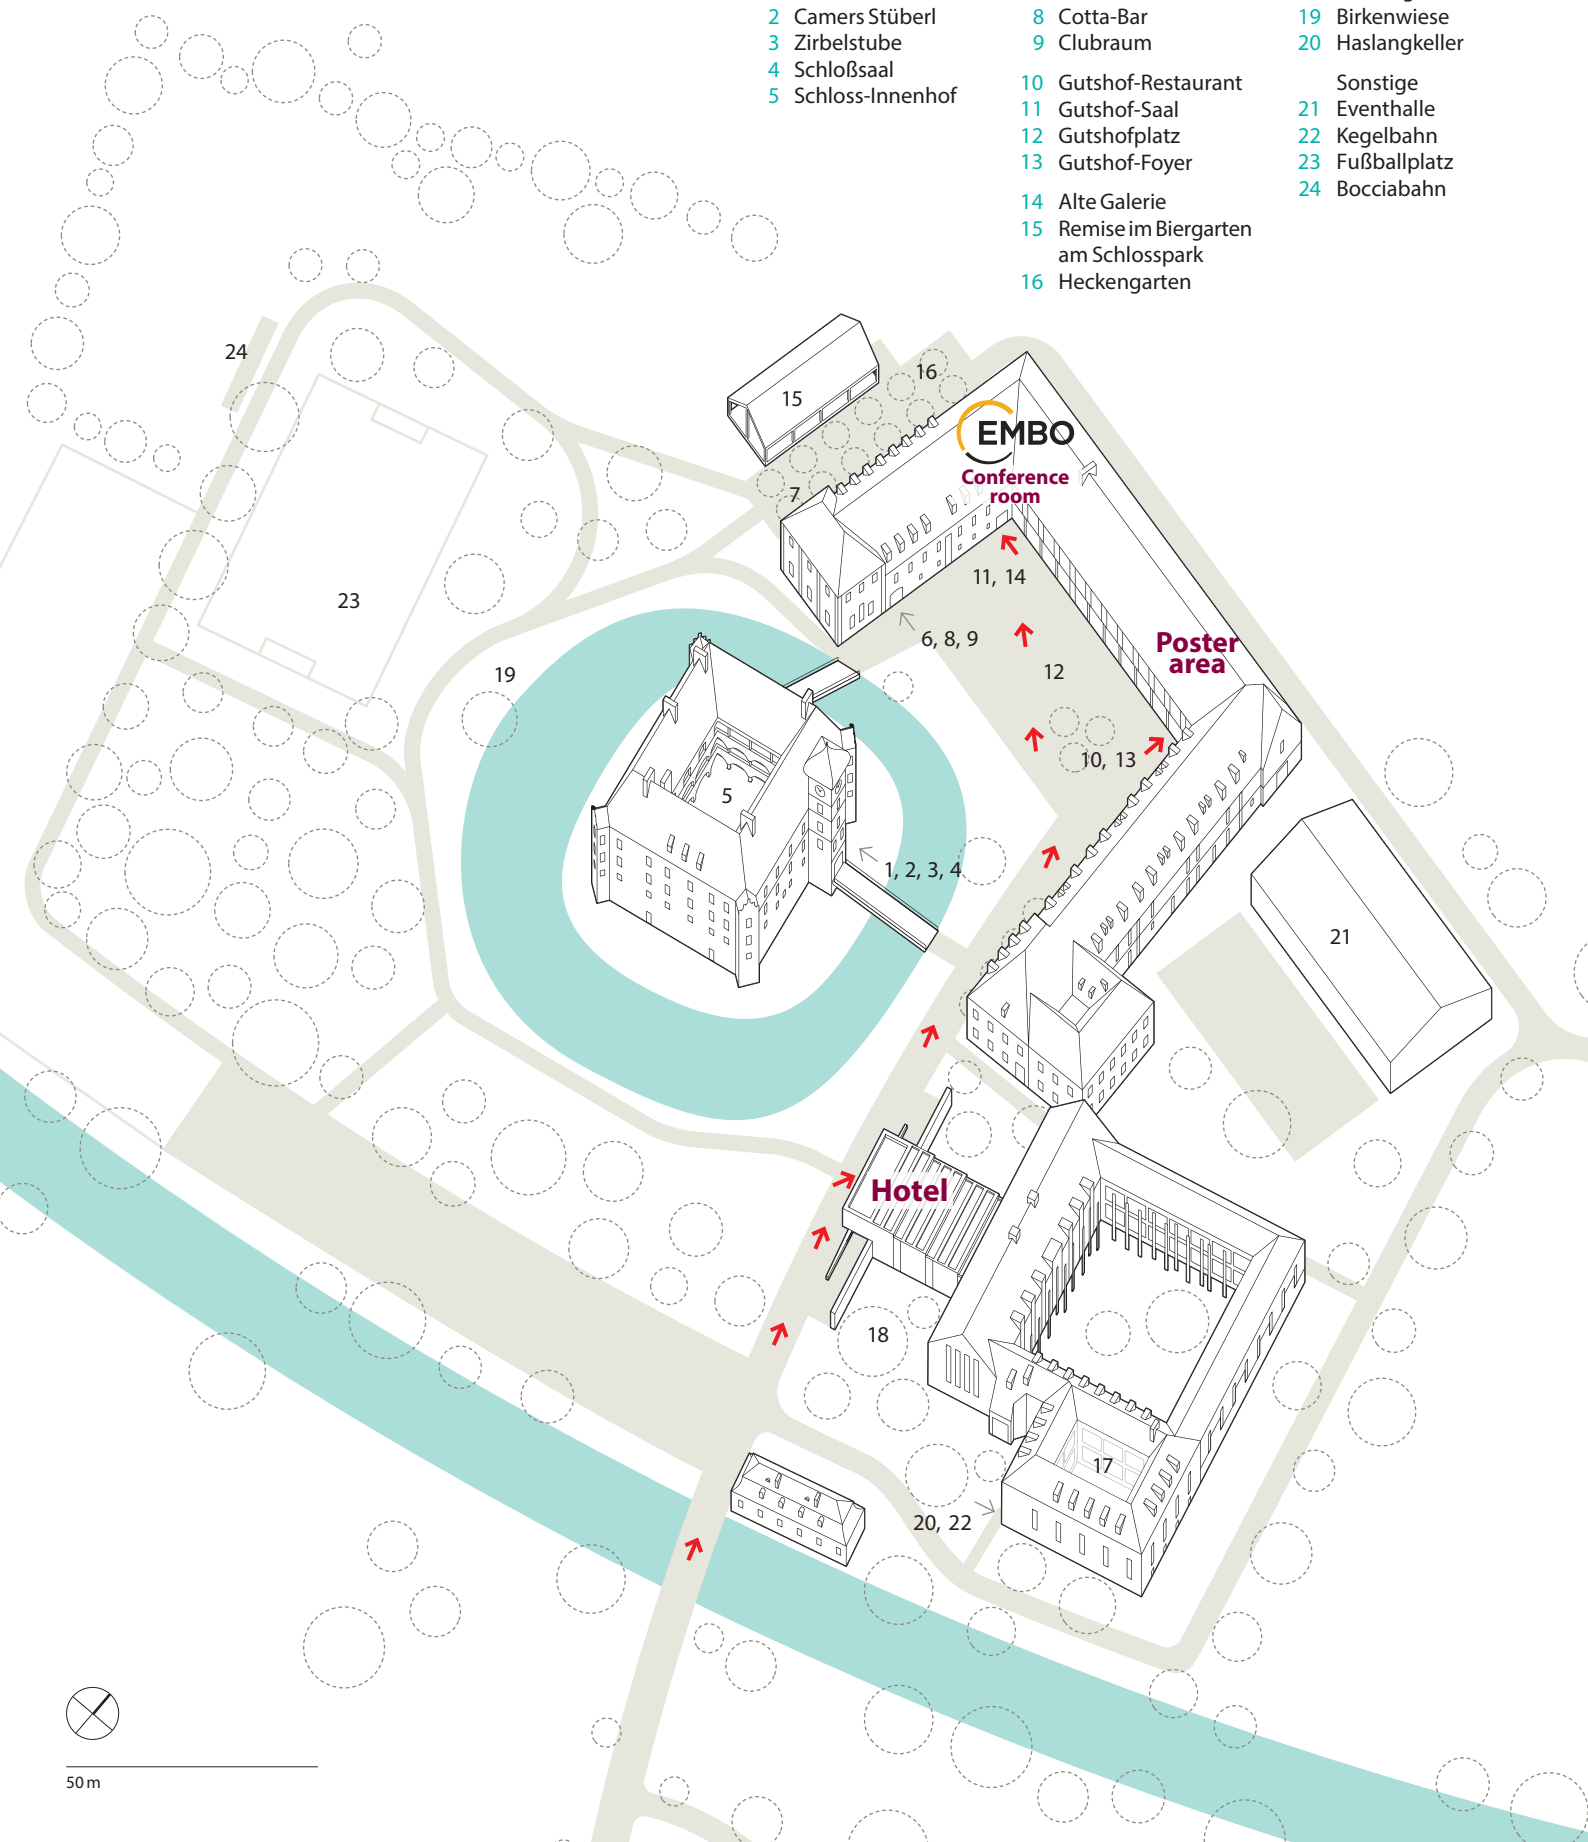 2 Camers Stüberl
3 Zirbelstube
4 Schloßsaal
5 Schloss-Innenhof
8 Cotta-Bar
9 Clubraum
10 Gutshof-Restaurant
11 Gutshof-Saal
12 Gutshofplatz
13 Gutshof-Foyer
14 Alte Galerie
15 Remise im Biergarten
am Schlosspark
16 Heckengarten
19 Birkenwiese
20 Haslangkeller
Sonstige
21 Eventhalle
22 Kegelbahn
23 Fußballplatz
24 Bocciabahn
24
15
16
EMBO
Conference
room
7
11, 14
23
6, 8, 9
Poster
area
19
12
10, 13
5
1, 2, 3, 4
21
Hotel
18
17
20, 22
50 m